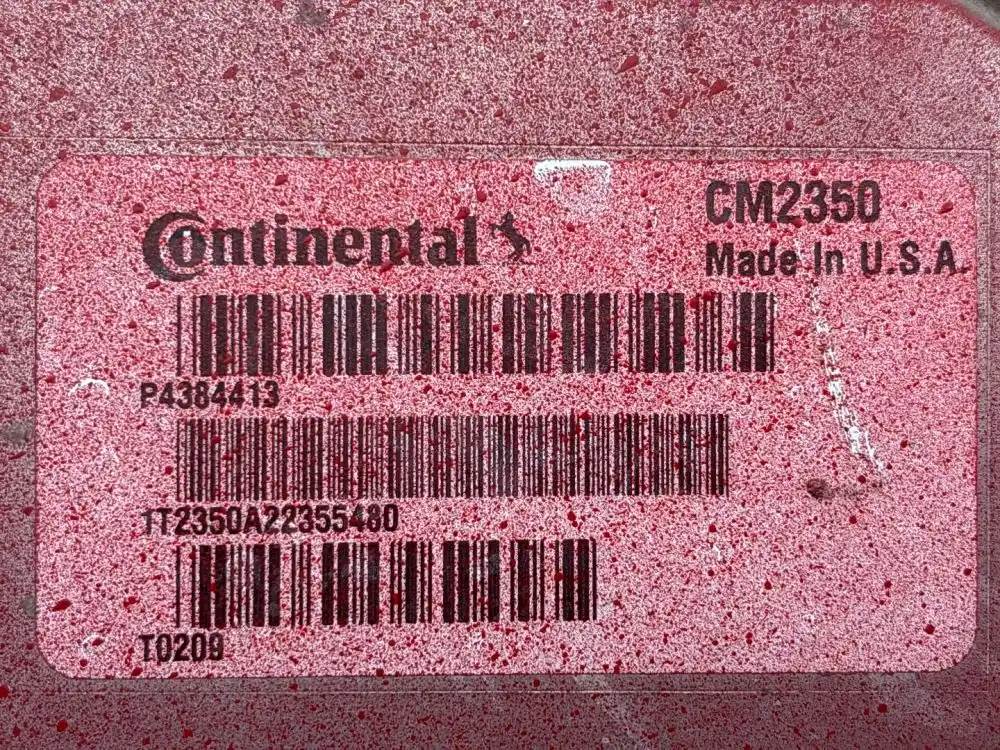 Continental
CM2350
Made In U.S.A.
P4384413
1T2350A22355480
T0209